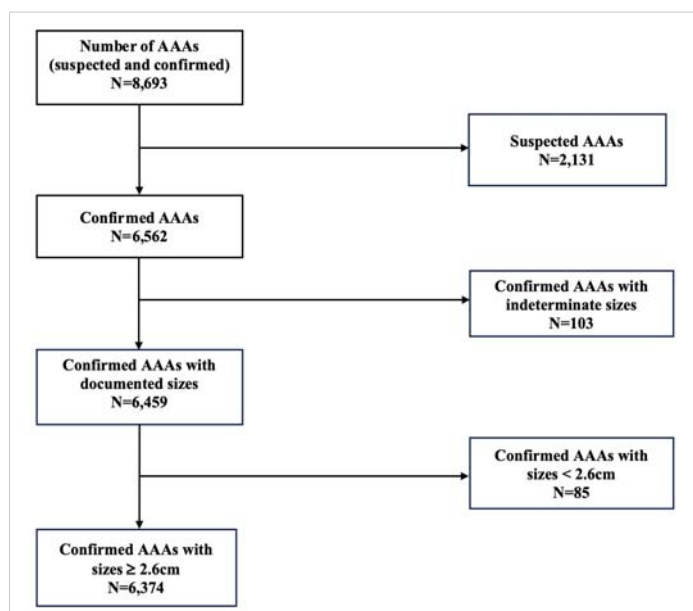 Number of AAAs
(suspected and confirmed)
N=8,693
Suspected AAAs
N=2,131
Confirmed AAAs
N=6,562
Confirmed AAAs with
indeterminate sizes
N=103
Confirmed AAAs with
documented sizes
N=6,459
Confirmed AAAs with
sizes < 2.6cm
N=85
Confirmed AAAs with
sizes ≥ 2.6cm
N=6,374